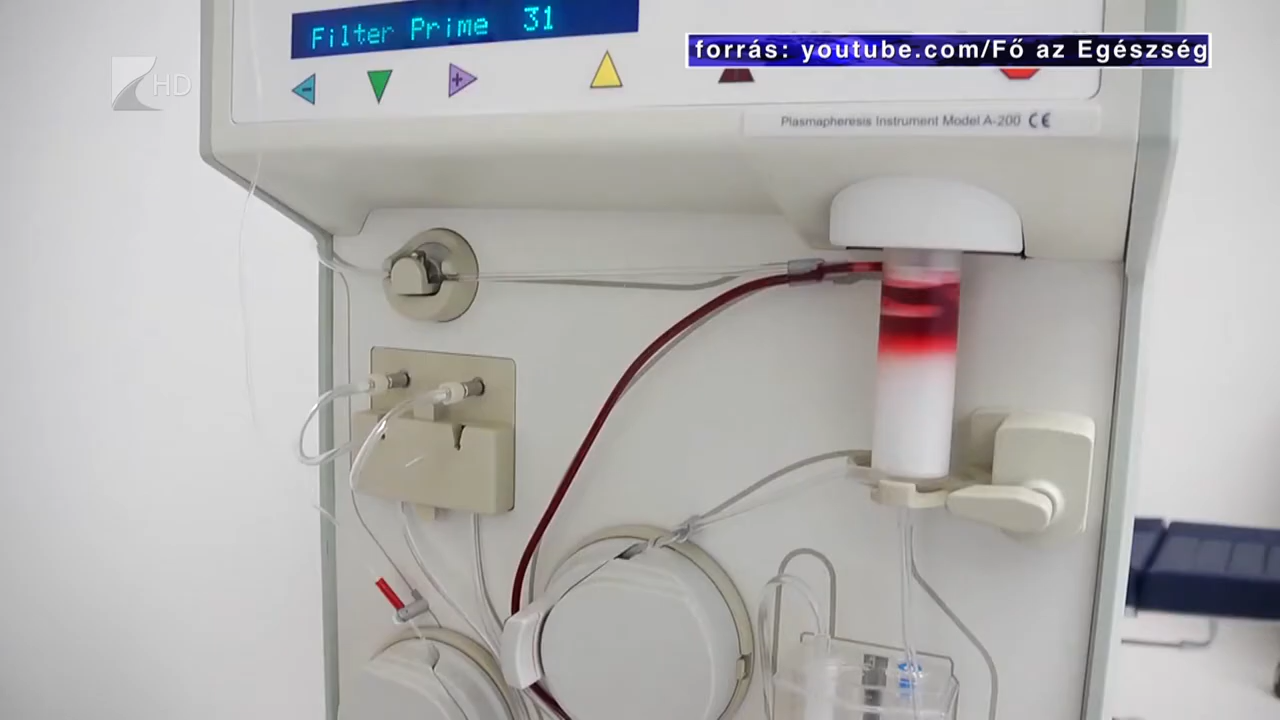 Filter Prime 31
forrás: youtube.com/Fő az Egészség
HD
Plasmapheresis Instrument Model A-200 CE